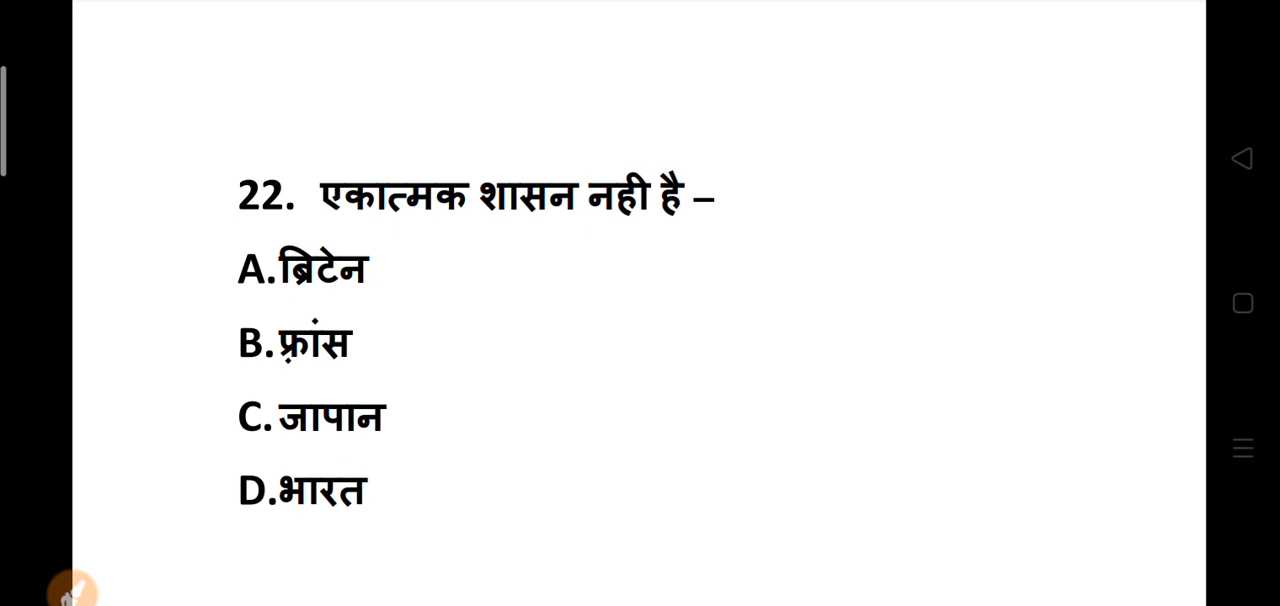 22. एकात्मक शासन नही है –
A.ब्रिटेन
B.फ़्रांस
C.जापान
D.भारत